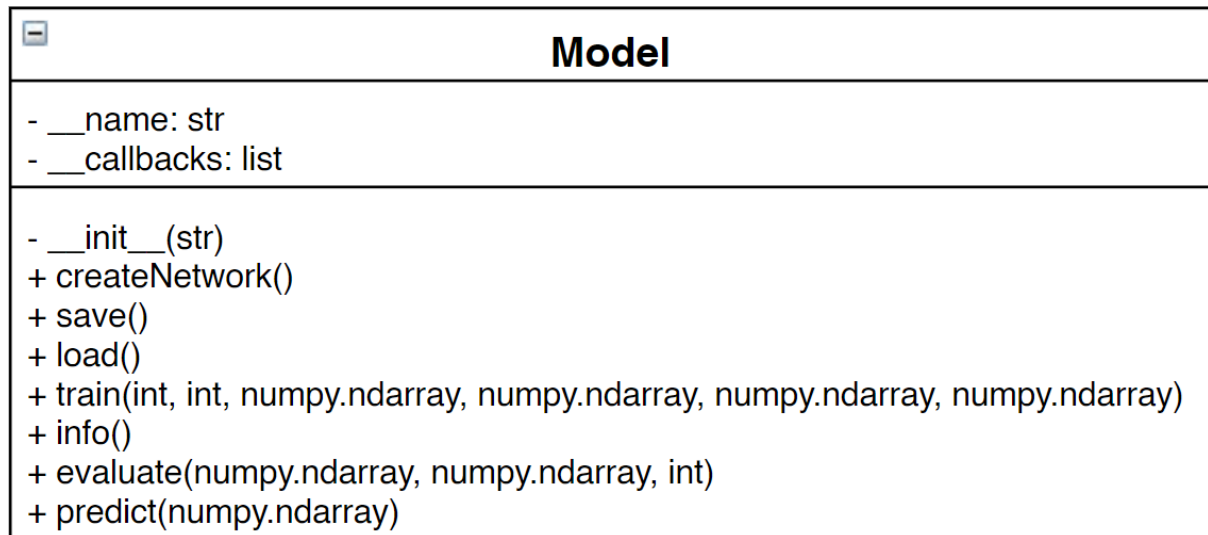 Model
- __name: str
- __callbacks: list
- __init__(str)
+ createNetwork()
+ save()
+ load()
+ train(int, int, numpy.ndarray, numpy.ndarray, numpy.ndarray, numpy.ndarray)
+ info()
+ evaluate(numpy.ndarray, numpy.ndarray, int)
+ predict(numpy.ndarray)